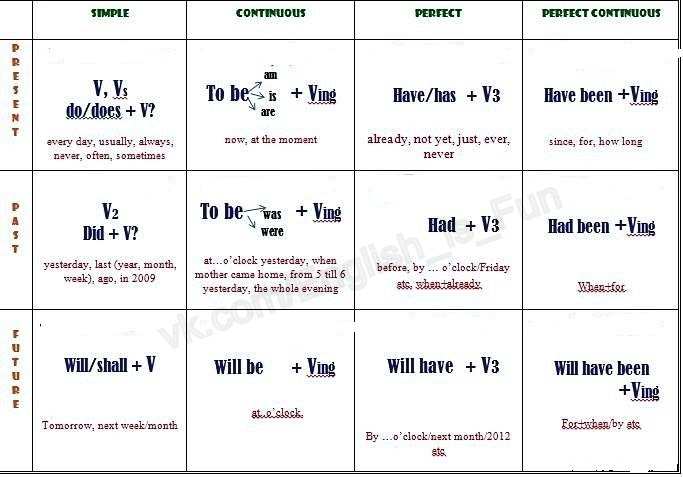 SIMPLE CONTINUOUS PERFECT PERFECT CONTINUOUS
PRESENT
V, Vs
do/does + V?
every day, usually, always,
never, often, sometimes
To be am is are + Ving
now, at the moment
Have/has + V3
already, not yet, just, ever,
never
Have been +Ving
since, for, how long
PAST
V2
Did + V?
yesterday, last (year, month,
week), ago, in 2009
To be was were + Ving
at…o'clock yesterday, when
mother came home, from 5 till 6
yesterday, the whole evening
Had + V3
before, by … o'clock/Friday
atc, when+already
Had been +Ving
When+for
FUTURE
Will/shall + V
Tomorrow, next week/month
Will be + Ving
at..o'clock
Will have + V3
By …o'clock/next month/2012
atc
Will have been
+Ving
For+when/by atc
vk.com/English_is_Fun